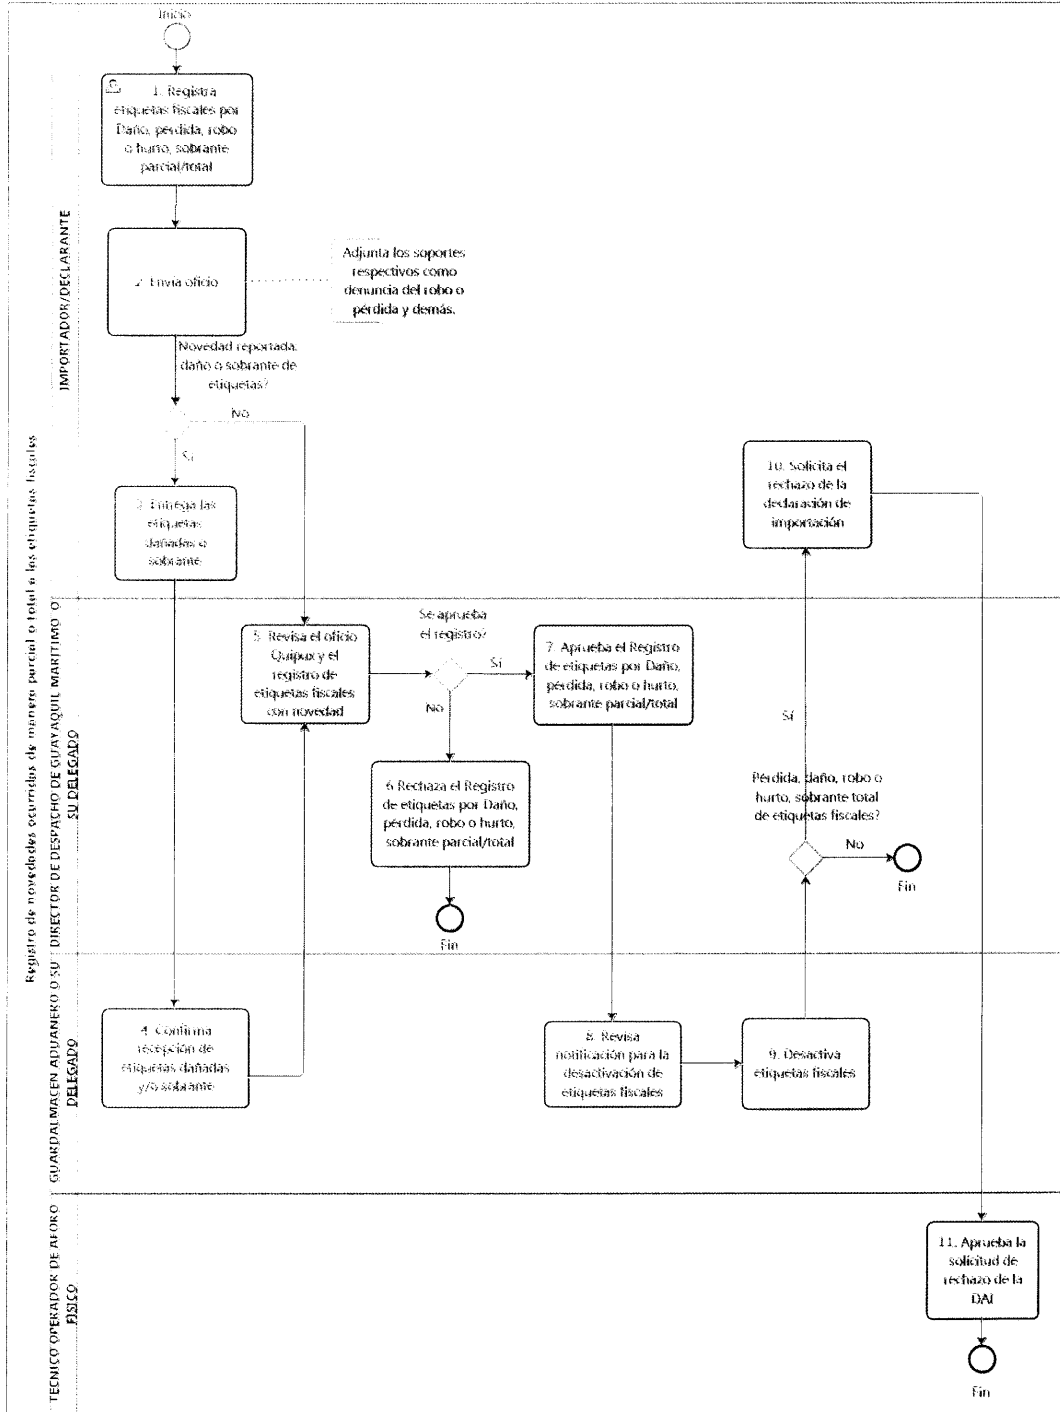 Registro de novedades ocurridas de manera parcial o total a las etiquetas fiscales
IMPORTADOR/DECLARANTE
Inicio
1. Registra
etiquetas fiscales por
Daño, pérdida, robo
o hurto, sobrante
parcial/total
2. Envía oficio
Adjunta los soportes
respectivos como
denuncia del robo o
pérdida y demás.
Novedad reportada,
daño o sobrante de
etiquetas?
No
Sí
3. Entrega las
etiquetas
dañadas o
sobrante
10. Solicita el
rechazo de la
declaración de
importación
DIRECTOR DE DESPACHO DE GUAYAQUIL MARÍTIMO O
SU DELEGADO
5. Revisa el oficio
Quipux y el
registro de
etiquetas fiscales
con novedad
Se aprueba
el registro?
Sí
No
7. Aprueba el Registro
de etiquetas por Daño,
pérdida, robo o hurto,
sobrante parcial/total
6 Rechaza el Registro
de etiquetas por Daño,
pérdida, robo o hurto,
sobrante parcial/total
Fin
Sí
Pérdida, daño, robo o
hurto, sobrante total
de etiquetas fiscales?
No
Fin
GUARDALMACEN ADUANERO O SU
DELEGADO
4. Confirma
recepción de
etiquetas dañadas
y/o sobrante
8. Revisa
notificación para la
desactivación de
etiquetas fiscales
9. Desactiva
etiquetas fiscales
TECNICO OPERADOR DE AFORO
FISICO
11. Aprueba la
solicitud de
rechazo de la
DAI
Fin